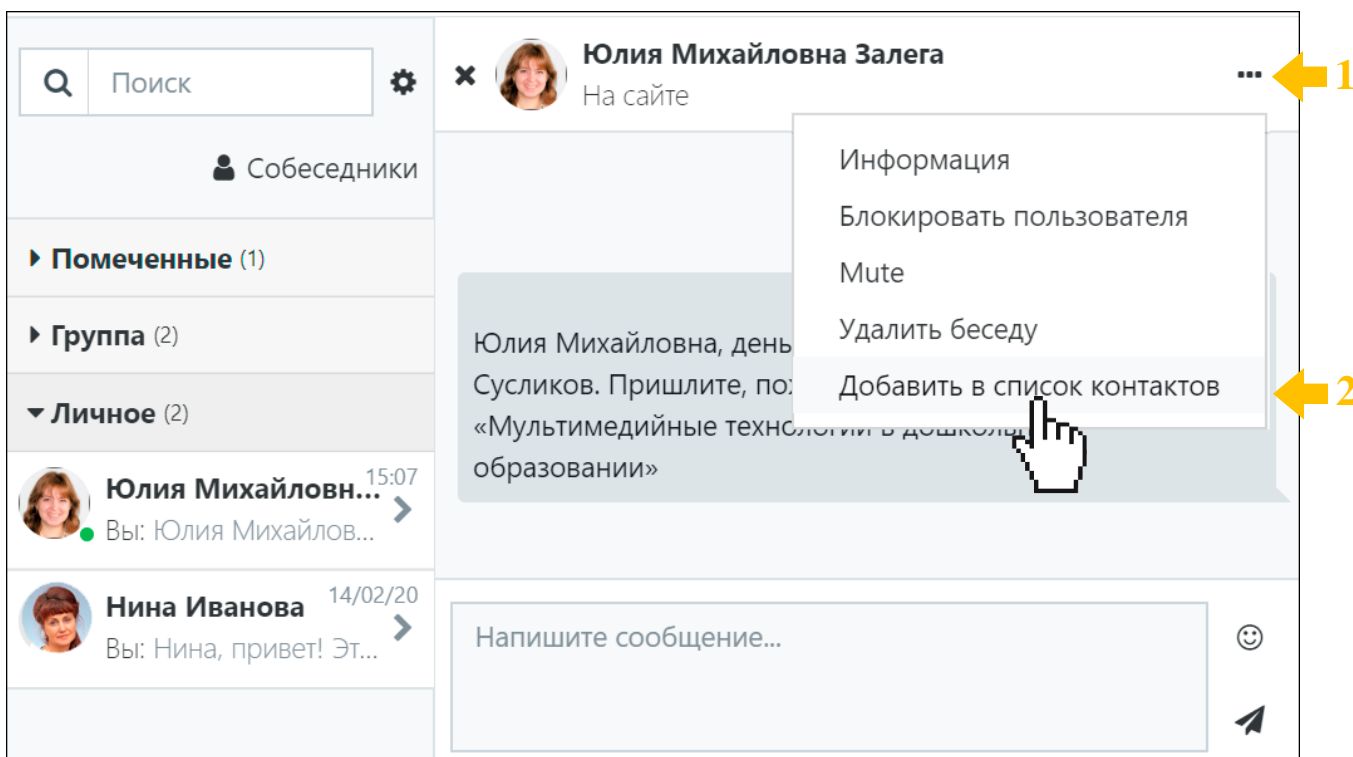 Поиск
Собеседники
Помеченные (1)
Группа (2)
Личное (2)
Юлия Михайловн... 15:07
Вы: Юлия Михайлов...
Нина Иванова 14/02/20
Вы: Нина, привет! Эт...
Юлия Михайловна Залега
На сайте
1
Информация
Блокировать пользователя
Mute
Удалить беседу
Добавить в список контактов
2
Юлия Михайловна, день
Сусликов. Пришлите,
«Мультимедийные технологии в
образовании»
Напишите сообщение...